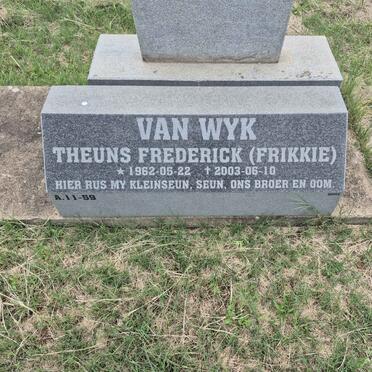 VAN WYK
THEUNS FREDERICK (FRIKKIE)
★ 1962-05-22 † 2003-06-10
HIER RUS MY KLEINSEUN, SEUN, ONS BROER EN OOM.
A.11-59